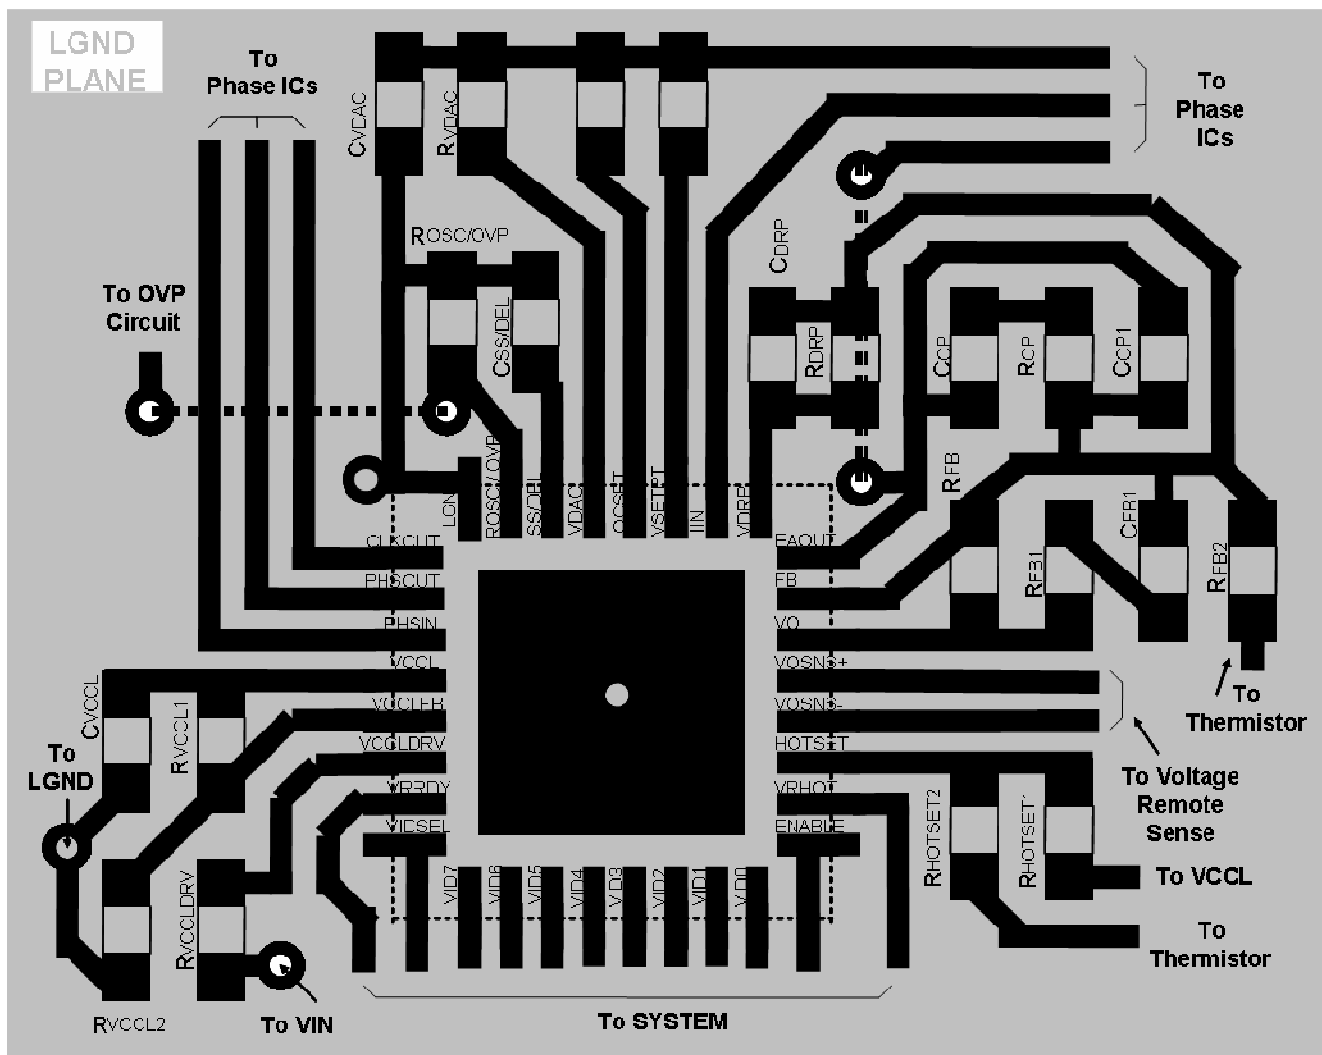 LGND
PLANE
To
Phase ICs
To
Phase
ICs
CVDAC
RVDAC
ROSC/OVP
CDRP
To OVP
Circuit
CSS/DEL
RDRP
CCP
RCP
CCP1
RFB
CFB1
RFB1
RFB2
LGND
ROSC/OVP
SS/DEL
VDAC
OCSET
VSETPT
IIN
VDRP
CLKOUT
PHSOUT
PHSIN
VCCL
VCCLFB
VCCLDRV
VRRDY
VIDSEL
EAOUT
FB
VO
VOSNS+
VOSNS-
HOTSET
VRHOT
ENABLE
VID7
VID6
VID5
VID4
VID3
VID2
VID1
VID0
CVCCL
RVCCL1
To
LGND
RVCCLDRV
RVCCL2
To VIN
To
Thermistor
To Voltage
Remote
Sense
RHOTSET2
RHOTSET1
To VCCL
To
Thermistor
To SYSTEM